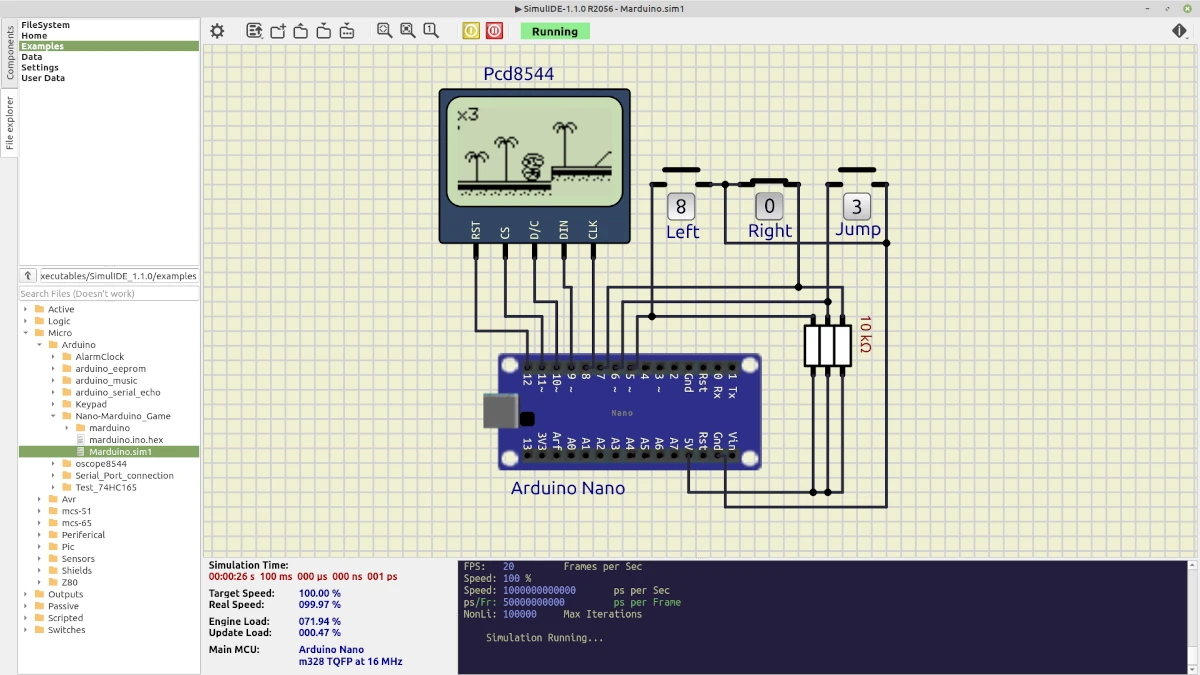 ▶ SimulIDE-1.1.0 R2056 - Marduino.sim1
Components
File explorer
FileSystem
Home
Examples
Data
Settings
User Data
xecutables/SimulIDE_1.1.0/examples
Search Files (Doesn't work)
Active
Logic
Micro
Arduino
AlarmClock
arduino_eeprom
arduino_music
arduino_serial_echo
Keypad
Nano-Marduino_Game
marduino
marduino.ino.hex
Marduino.sim1
oscope8544
Serial_Port_connection
Test_74HC165
Avr
mcs-51
mcs-65
Periferical
Pic
Sensors
Shields
Z80
Outputs
Passive
Scripted
Switches
1
Running
Pcd8544
x3
RST CS D/C DIN CLK
8 0 3
Left Right Jump
10 kΩ
12 11~ 10~ 9~ 8 7 6~ 5~ 4 3~ 2 Gnd Rst 0 Rx 1 Tx
Nano
13 3V3 Arf A0 A1 A2 A3 A4 A5 A6 A7 5V Rst Gnd Vin
Arduino Nano
Simulation Time:
00:00:26 s 100 ms 000 µs 000 ns 001 ps
Target Speed: 100.00 %
Real Speed: 099.97 %
Engine Load: 071.94 %
Update Load: 000.47 %
Main MCU: Arduino Nano
m328 TQFP at 16 MHz
FPS: 20 Frames per Sec
Speed: 100 %
Speed: 1000000000000 ps per Sec
ps/Fr: 50000000000 ps per Frame
NonLi: 100000 Max Iterations
Simulation Running...